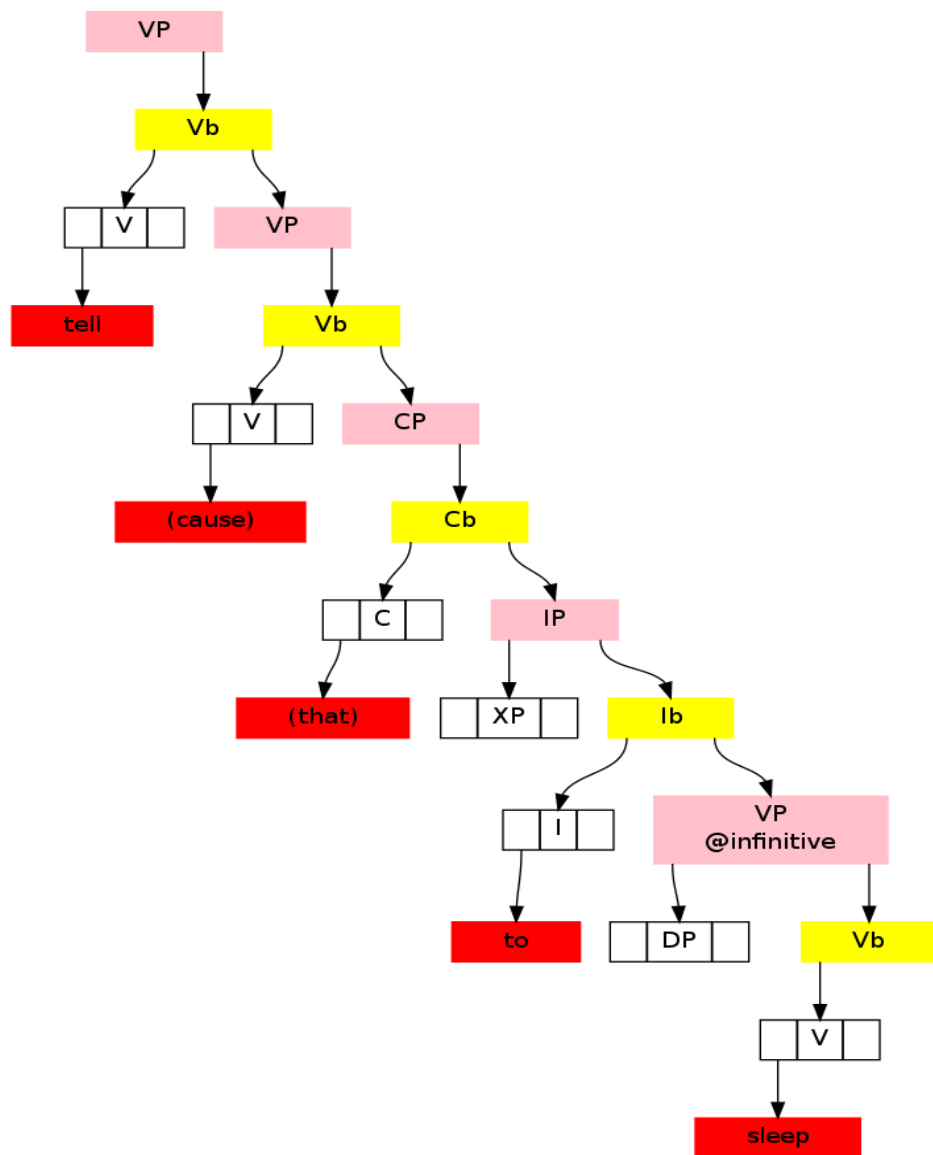 VP
Vb
V
VP
tell
Vb
V
CP
(cause)
Cb
C
IP
(that)
XP
Ib
I
VP
@infinitive
to
DP
Vb
V
sleep